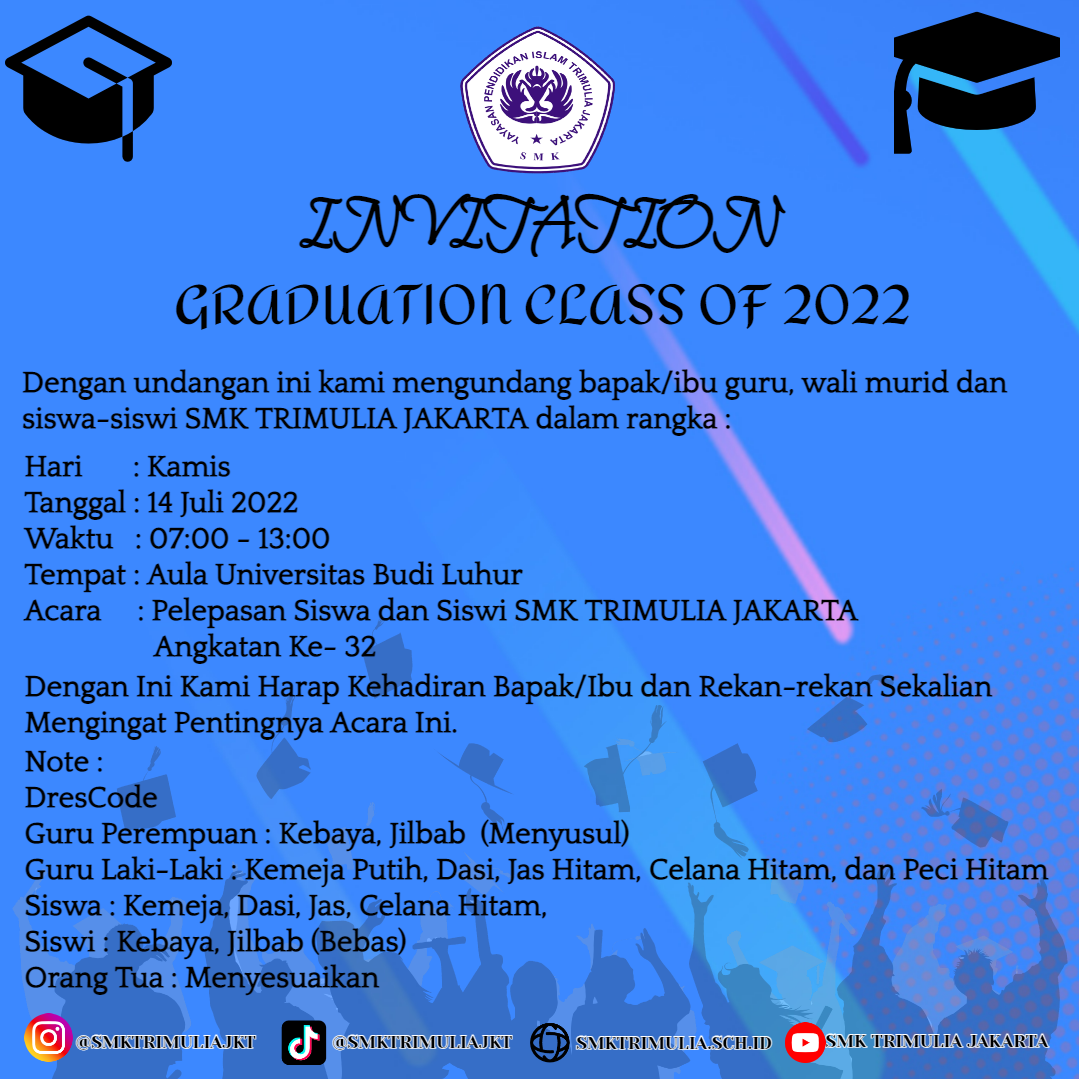 YAYASAN PENDIDIKAN ISLAM TRIMULIA JAKARTA
SMK
INVITATION
GRADUATION CLASS OF 2022
Dengan undangan ini kami mengundang bapak/ibu guru, wali murid dan
siswa-siswi SMK TRIMULIA JAKARTA dalam rangka :
Hari : Kamis
Tanggal : 14 Juli 2022
Waktu : 07:00 - 13:00
Tempat : Aula Universitas Budi Luhur
Acara : Pelepasan Siswa dan Siswi SMK TRIMULIA JAKARTA
Angkatan Ke- 32
Dengan Ini Kami Harap Kehadiran Bapak/Ibu dan Rekan-rekan Sekalian
Mengingat Pentingnya Acara Ini.
Note :
DresCode
Guru Perempuan : Kebaya, Jilbab (Menyusul)
Guru Laki-Laki : Kemeja Putih, Dasi, Jas Hitam, Celana Hitam, dan Peci Hitam
Siswa : Kemeja, Dasi, Jas, Celana Hitam,
Siswi : Kebaya, Jilbab (Bebas)
Orang Tua : Menyesuaikan
@SMKTRIMULIAJKT @SMKTRIMULIAJKT SMKTRIMULIA.SCH.ID SMK TRIMULIA JAKARTA